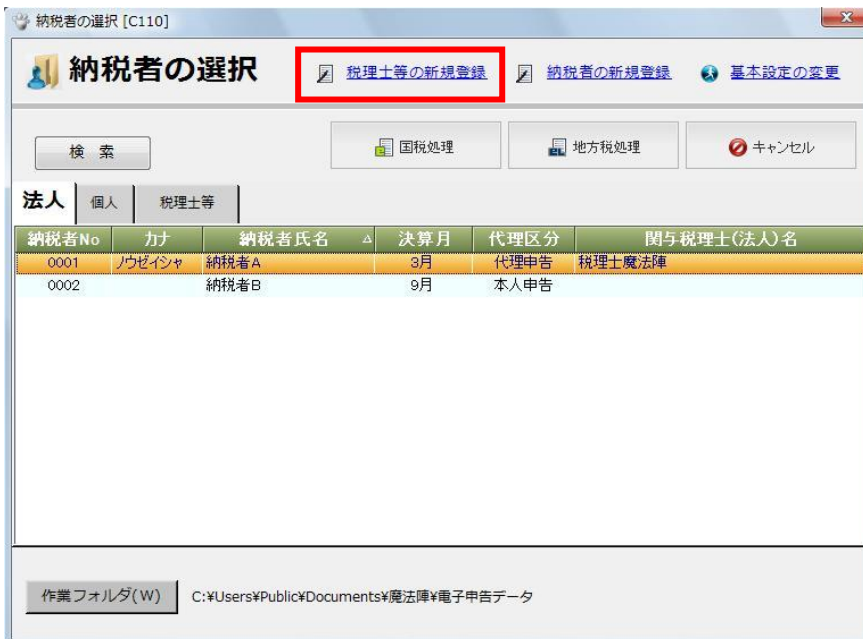 納税者の選択 [C110]
納税者の選択 税理士等の新規登録 納税者の新規登録 基本設定の変更
検 索 国税処理 地方税処理 キャンセル
法人 個人 税理士等
納税者No カナ 納税者氏名 △ 決算月 代理区分 関与税理士(法人)名
0001 ノウゼイシャ 納税者A 3月 代理申告 税理士魔法陣
0002 納税者B 9月 本人申告
作業フォルダ(W) C:¥Users¥Public¥Documents¥魔法陣¥電子申告データ